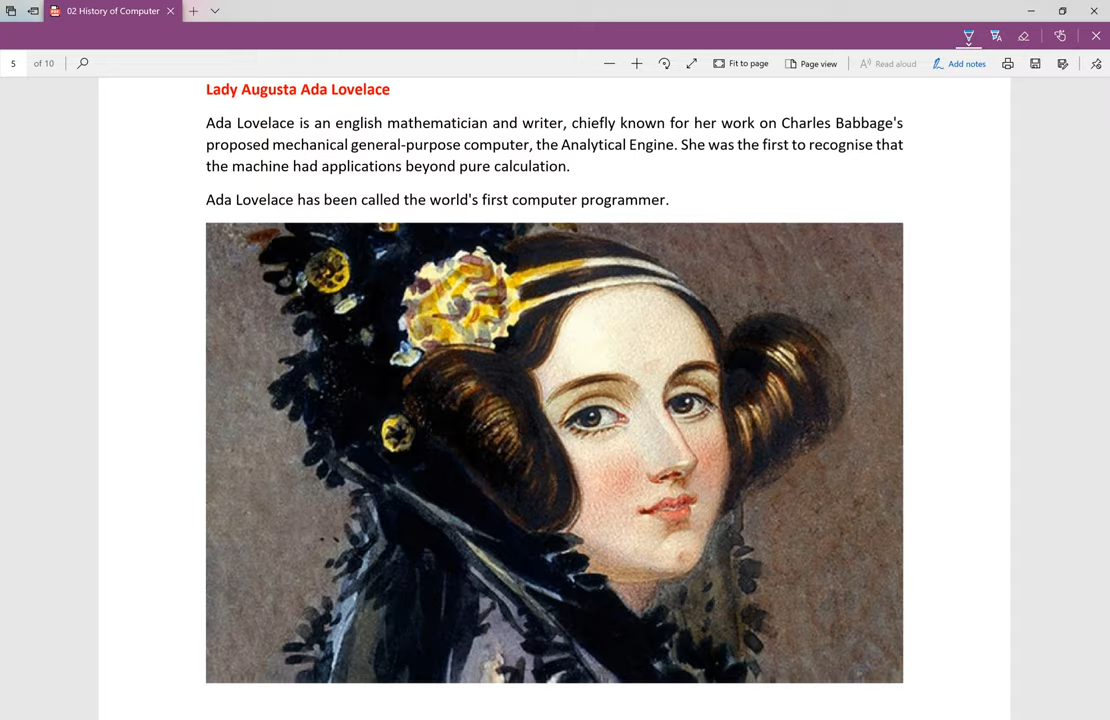 02 History of Computer
5 of 10
Fit to page
Page view
Read aloud
Add notes
Lady Augusta Ada Lovelace
Ada Lovelace is an english mathematician and writer, chiefly known for her work on Charles Babbage's
proposed mechanical general-purpose computer, the Analytical Engine. She was the first to recognise that
the machine had applications beyond pure calculation.
Ada Lovelace has been called the world's first computer programmer.